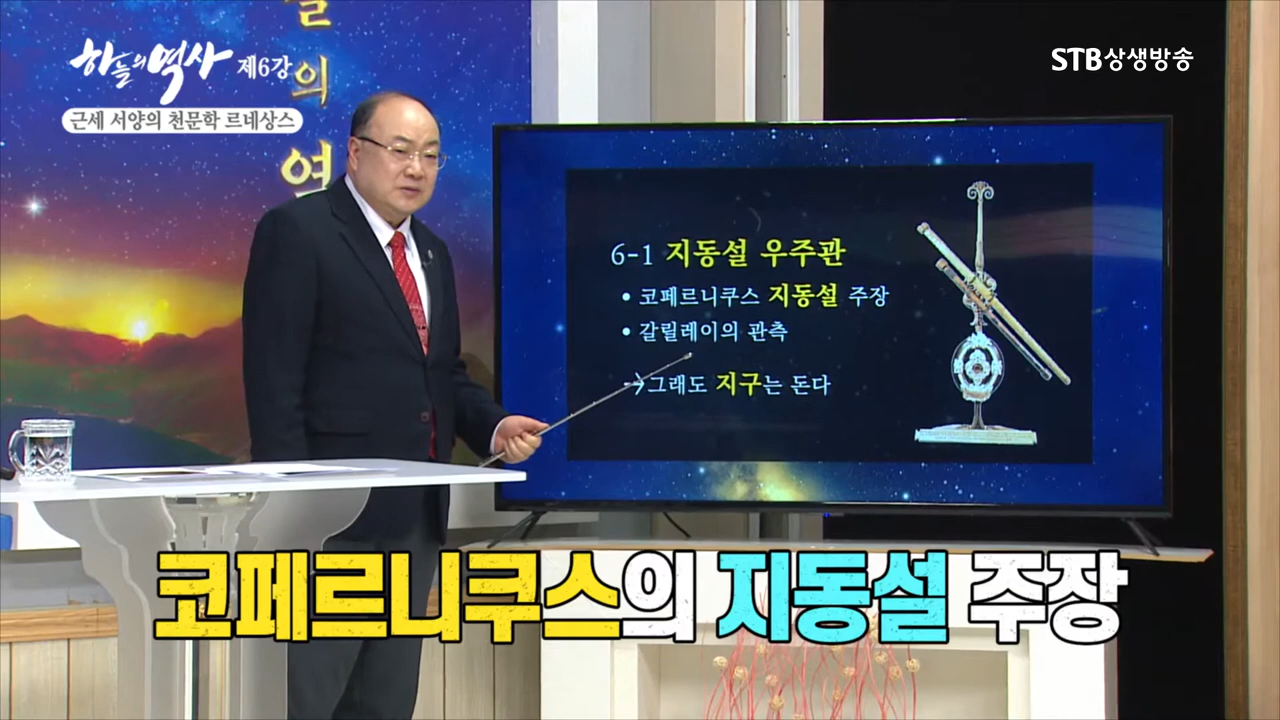 하늘의 역사 제6강
근세 서양의 천문학 르네상스
STB상생방송
의
역
6-1 지동설 우주관
• 코페르니쿠스 지동설 주장
• 갈릴레이의 관측
→그래도 지구는 돈다
코페르니쿠스의 지동설 주장